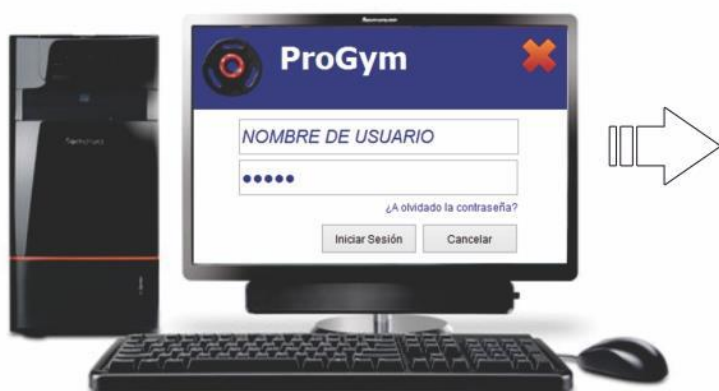 ProGym
NOMBRE DE USUARIO
¿A olvidado la contraseña?
Iniciar Sesión
Cancelar